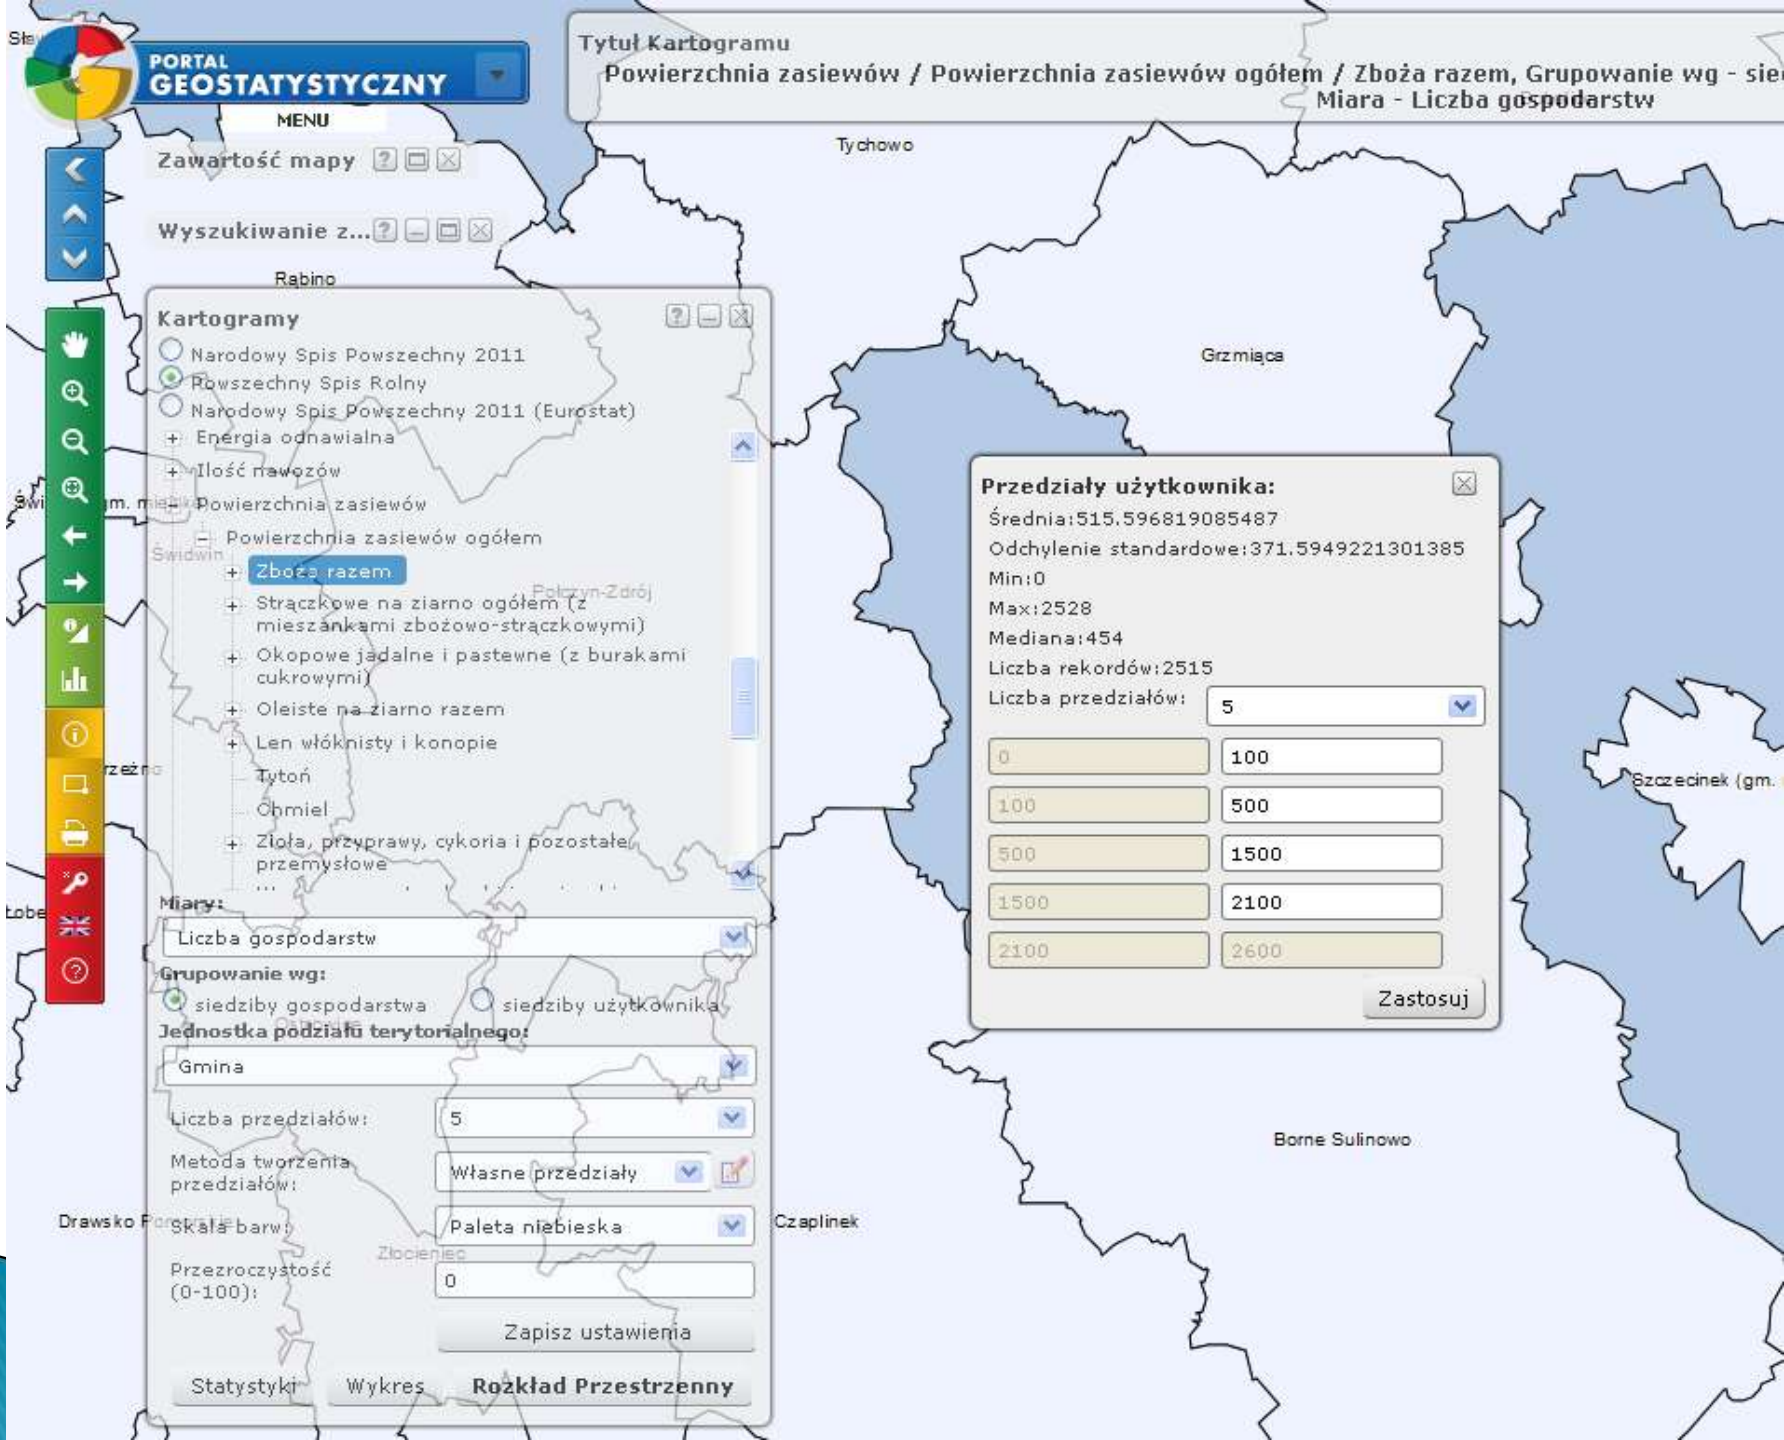 PORTAL
GEOSTATYSTYCZNY
MENU
Tytuł Kartogramu
Powierzchnia zasiewów / Powierzchnia zasiewów ogółem / Zboża razem, Grupowanie wg - sie
Miara - Liczba gospodarstw
Tychowo
Zawartość mapy
Wyszukiwanie z...
Rąbino
Kartogramy
Narodowy Spis Powszechny 2011
Powszechny Spis Rolny
Narodowy Spis Powszechny 2011 (Eurostat)
Energia odnawialna
Ilość nawozów
Powierzchnia zasiewów
Powierzchnia zasiewów ogółem
Świdwin
Zboża razem
Połczyn-Zdrój
Strączkowe na ziarno ogółem (z
mieszankami zbożowo-strączkowymi)
Okopowe jadalne i pastewne (z burakami
cukrowymi)
Oleiste na ziarno razem
Len włóknisty i konopie
Tytoń
Chmiel
Zioła, przyprawy, cykoria i pozostałe
przemysłowe
Miary:
Liczba gospodarstw
Grupowanie wg:
siedziby gospodarstwa
siedziby użytkownika
Jednostka podziału terytorialnego:
Gmina
Liczba przedziałów:
5
Metoda tworzenia
przedziałów:
Własne przedziały
Drawsko
Skala barw:
Paleta niebieska
Czaplinek
Złocieniec
Przezroczystość
(0-100):
0
Zapisz ustawienia
Statystyki
Wykres
Rozkład Przestrzenny
Grzmiąca
Przedziały użytkownika:
Średnia:515.596819085487
Odchylenie standardowe:371.5949221301385
Min:0
Max:2528
Mediana:454
Liczba rekordów:2515
Liczba przedziałów:
5
0
100
100
500
500
1500
1500
2100
2100
2600
Zastosuj
Szczecinek (gm.
Borne Sulinowo